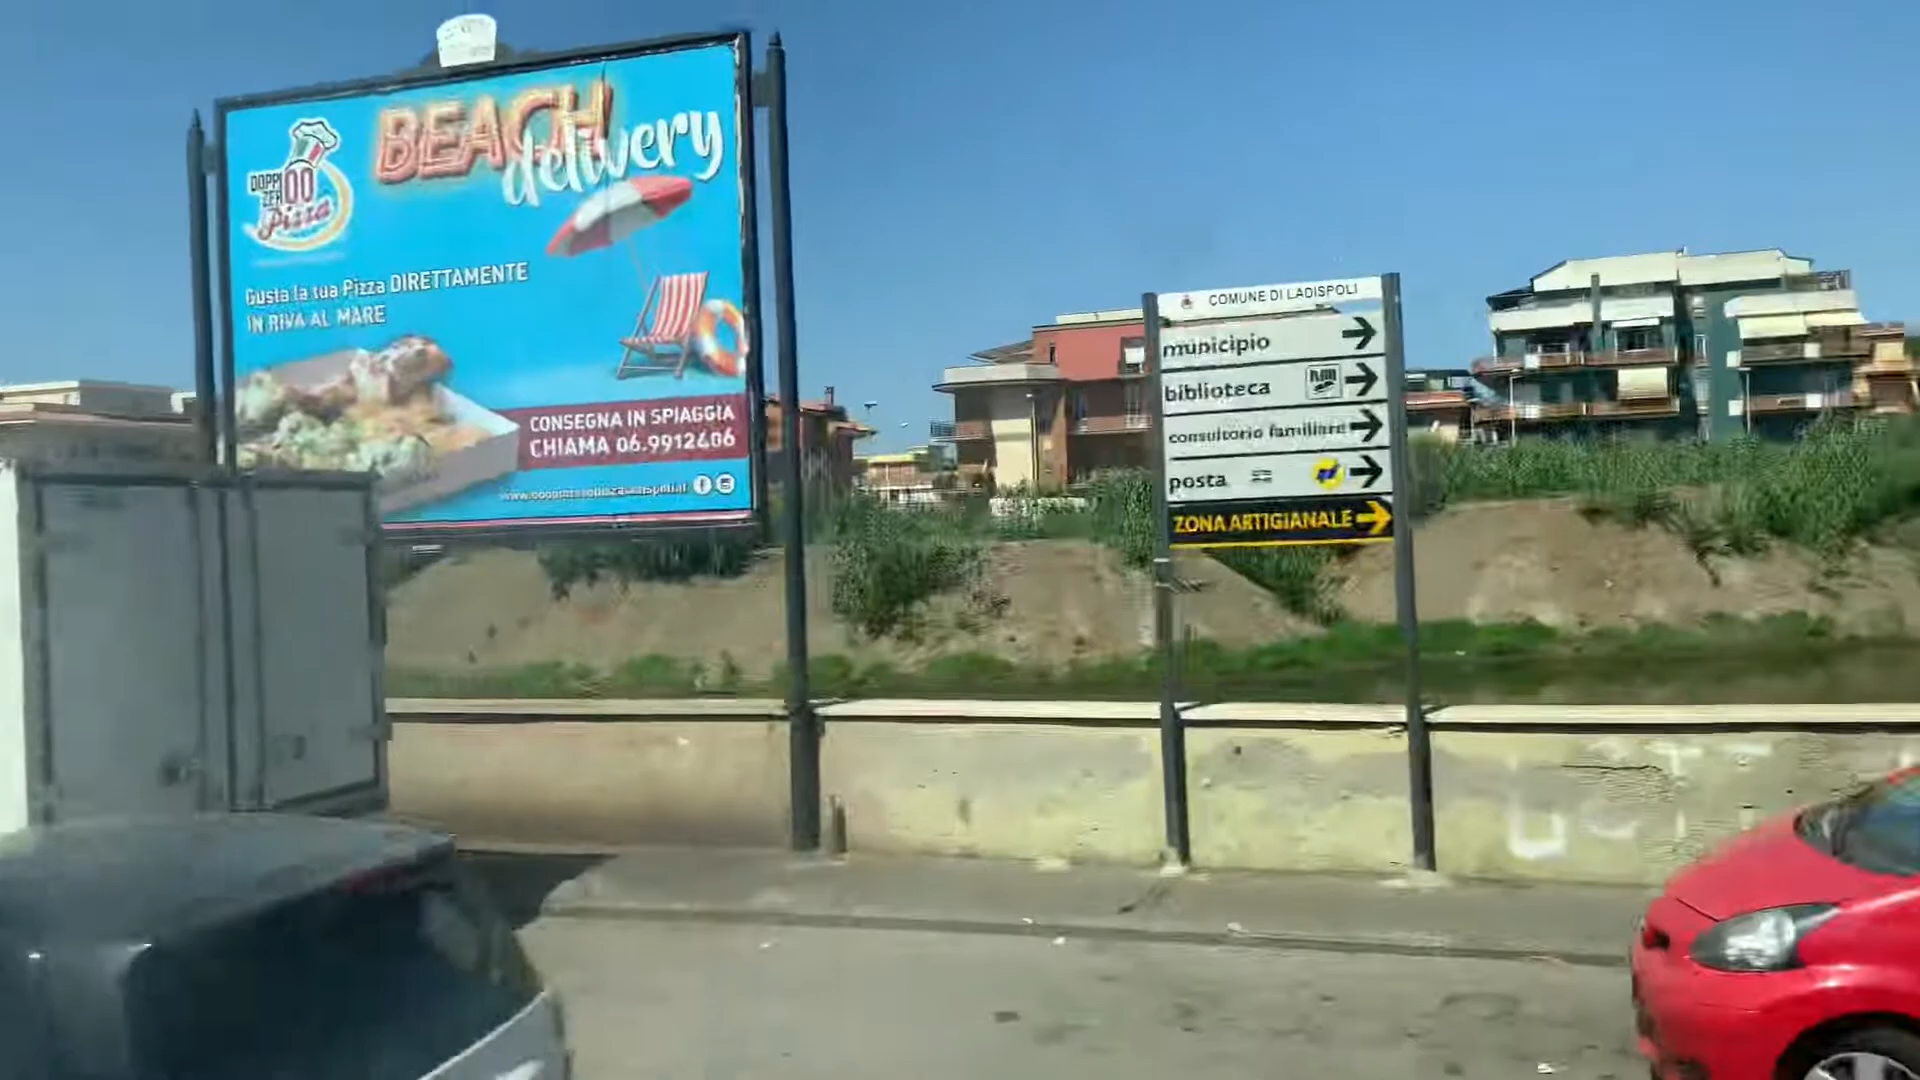 BEACH
delivery
DOPPIO
ZERO
00
Pizza
Gusta la tua Pizza DIRETTAMENTE
IN RIVA AL MARE
CONSEGNA IN SPIAGGIA
CHIAMA 06.9912606
COMUNE DI LADISPOLI
municipio
biblioteca
consultorio familiare
posta
ZONA ARTIGIANALE